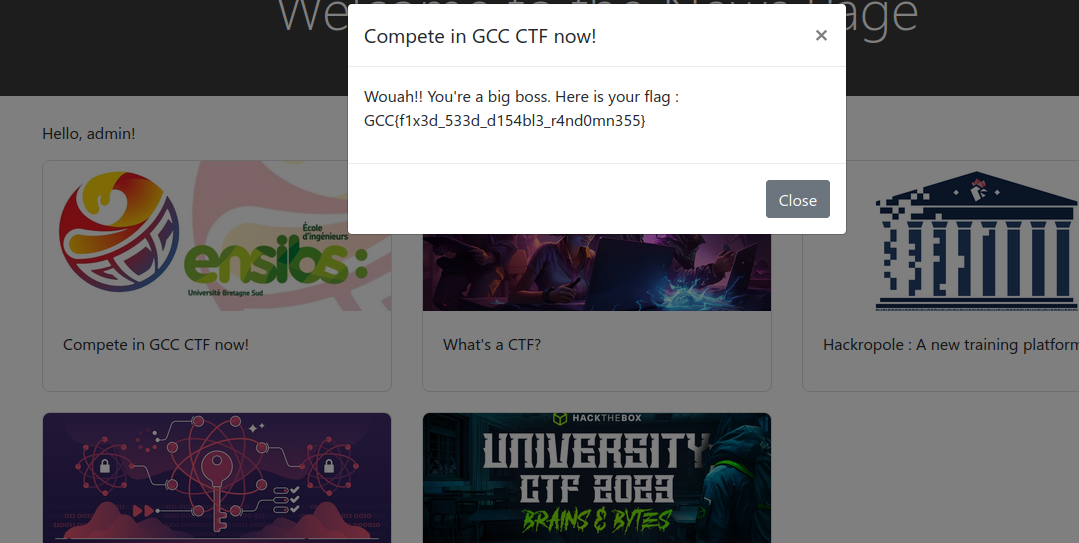 Welcome to the News Page
Compete in GCC CTF now!
×
Wouah!! You're a big boss. Here is your flag :
GCC{f1x3d_533d_d154bl3_r4nd0mn355}
Close
Hello, admin!
GCC
École
d'ingénieurs
ensibs:
Université Bretagne Sud
Compete in GCC CTF now!
What's a CTF?
Hackropole : A new training platform
HACKTHEBOX
UNIVERSITY
CTF 2023
BRAINS & BYTES